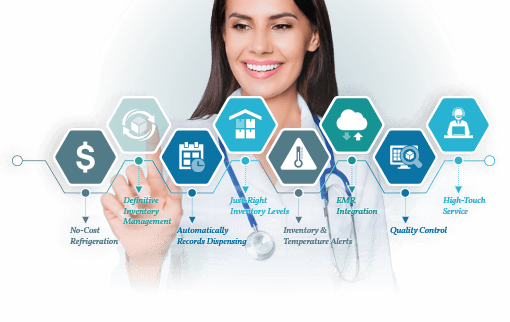 No-Cost
Refrigeration
Definitive
Inventory
Management
Automatically
Records Dispensing
Just-Right
Inventory Levels
Inventory &
Temperature Alerts
EMR
Integration
Quality Control
High-Touch
Service